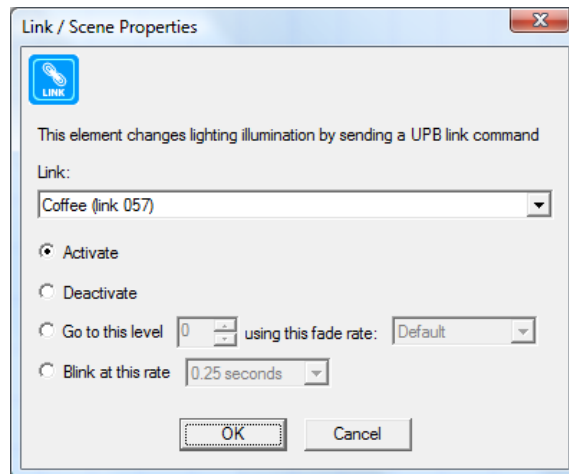 Link / Scene Properties
LINK
This element changes lighting illumination by sending a UPB link command
Link:
Coffee (link 057)
Activate
Deactivate
Go to this level 0 using this fade rate: Default
Blink at this rate 0.25 seconds
OK Cancel